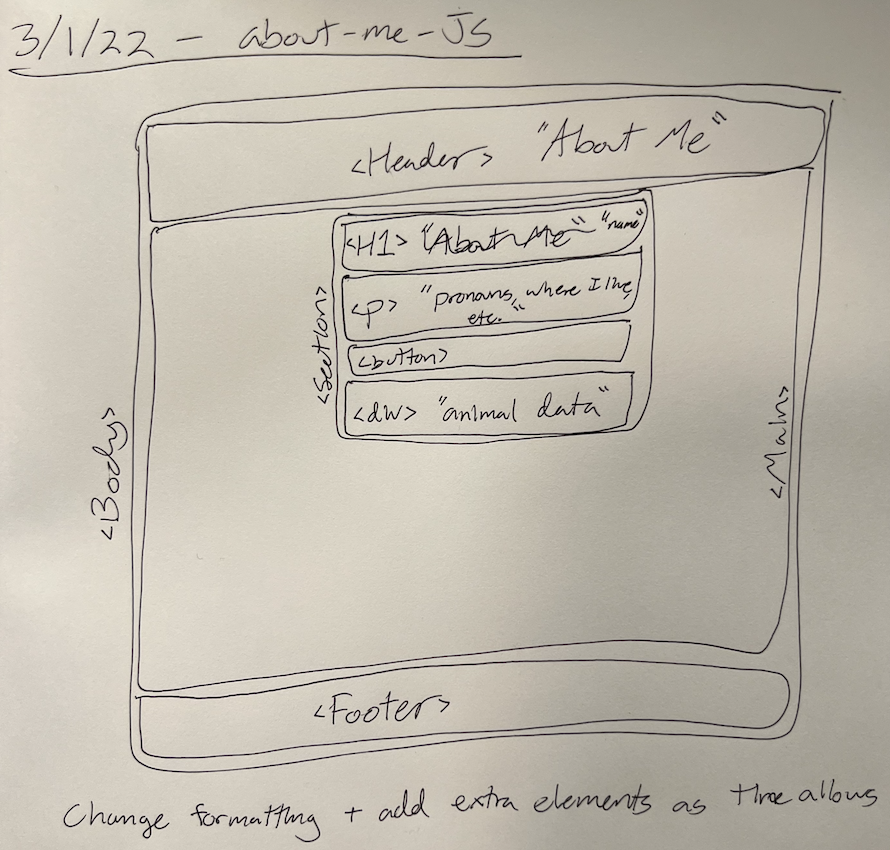 3/1/22 - about-me-JS
<Header> "About Me"
<H1> "About Me" "name"
<p> "pronouns, where I live,
etc."
<button>
<div> "animal data"
<Section>
<Body>
<Main>
<Footer>
Change formatting + add extra elements as time allows